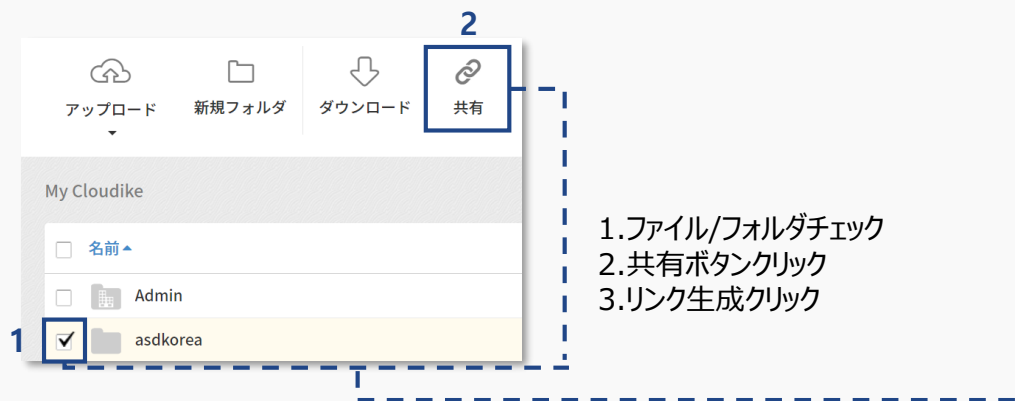 2
アップロード 新規フォルダ ダウンロード 共有
My Cloudike
名前
Admin
1 asdkorea
1.ファイル/フォルダチェック
2.共有ボタンクリック
3.リンク生成クリック